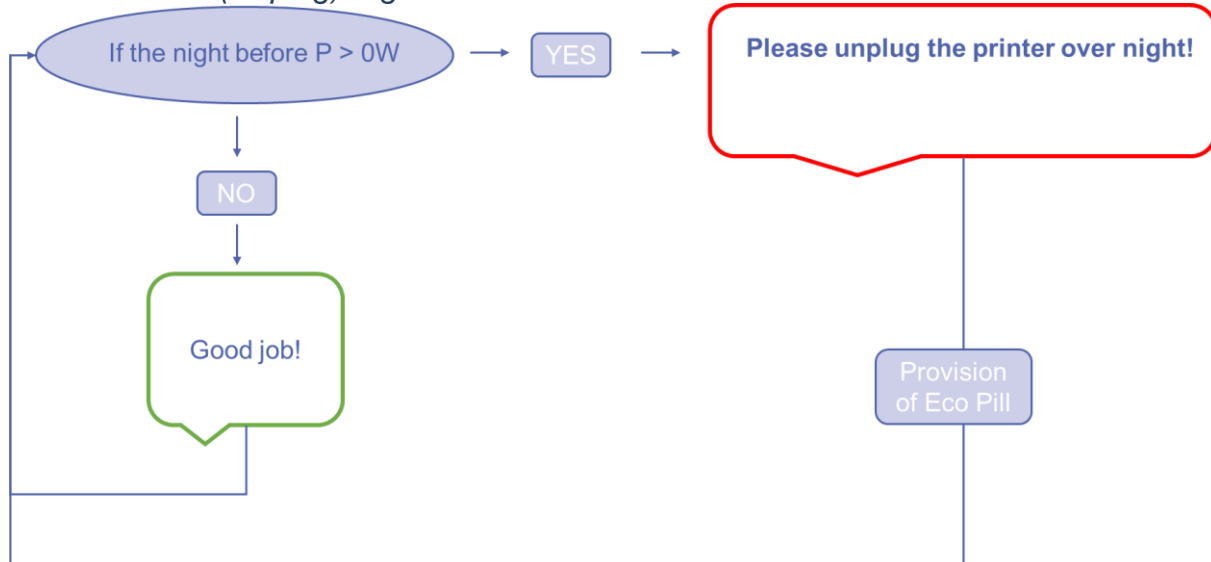 If the night before P > 0W
YES
Please unplug the printer over night!
NO
Good job!
Provision
of Eco Pill